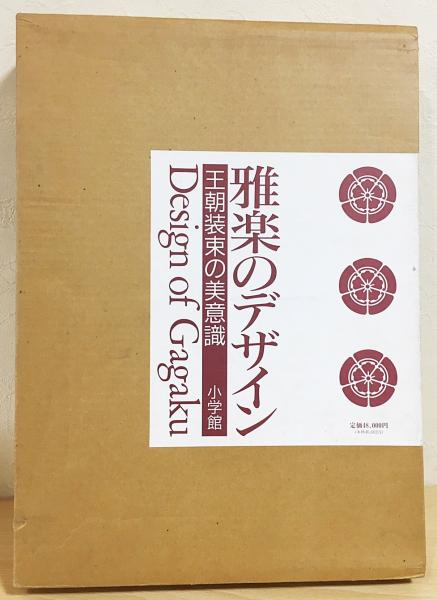 雅楽のデザイン
王朝装束の美意識
Design of Gagaku
小学館
定価48,000円